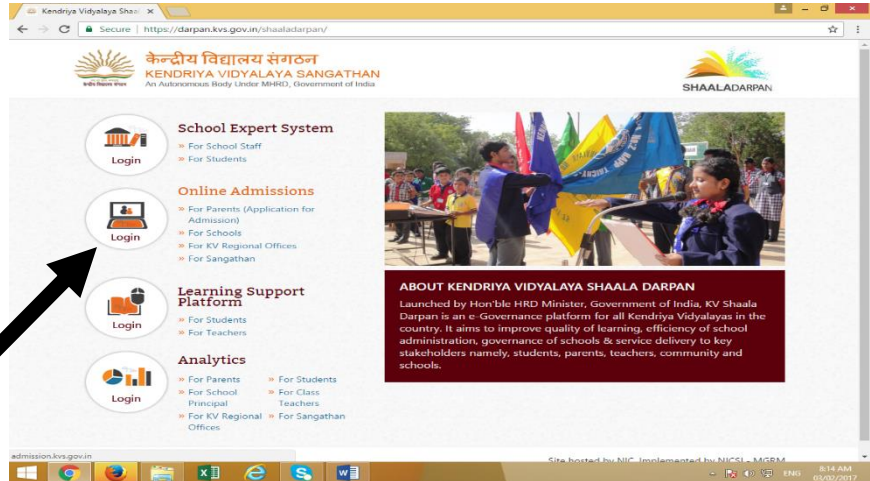 Kendriya Vidyalaya Shaal
Secure | https://darpan.kvs.gov.in/shaaladarpan/
केन्द्रीय विद्यालय संगठन
KENDRIYA VIDYALAYA SANGATHAN
An Autonomous Body Under MHRD, Government of India
केन्द्रीय विद्यालय संगठन
SHAALADARPAN
Login
School Expert System
» For School Staff
» For Students
Login
Online Admissions
» For Parents (Application for
Admission)
» For Schools
» For KV Regional Offices
» For Sangathan
Login
Learning Support
Platform
» For Students
» For Teachers
Login
Analytics
» For Parents » For Students
» For School » For Class
Principal Teachers
» For KV Regional » For Sangathan
Offices
ABOUT KENDRIYA VIDYALAYA SHAALA DARPAN
Launched by Hon'ble HRD Minister, Government of India, KV Shaala
Darpan is an e-Governance platform for all Kendriya Vidyalayas in the
country. It aims to improve quality of learning, efficiency of school
administration, governance of schools & service delivery to key
stakeholders namely, students, parents, teachers, community and
schools.
admission.kvs.gov.in
Site hosted by NIC. Implemented by NICSI - MGRM
ENG
8:14 AM
03/02/2017